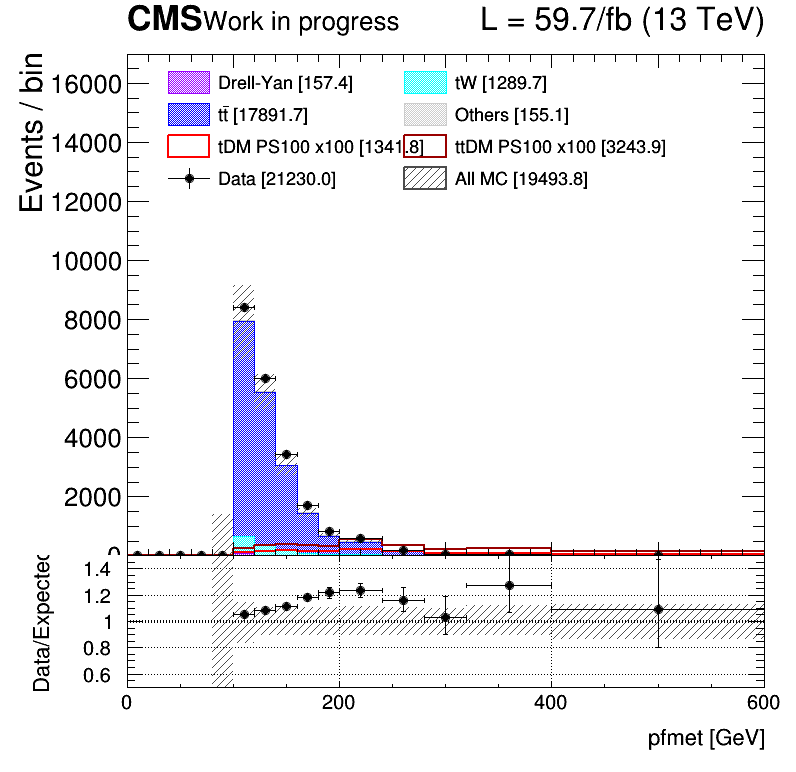 CMS Work in progress L = 59.7/fb (13 TeV)
Events / bin
16000
14000
12000
10000
8000
6000
4000
2000
0
Drell-Yan [157.4] tW [1289.7]
tt̄ [17891.7] Others [155.1]
tDM PS100 x100 [1341.8] ttDM PS100 x100 [3243.9]
Data [21230.0] All MC [19493.8]
Data/Expected
1.4
1.2
1
0.8
0.6
0 200 400 600
pfmet [GeV]